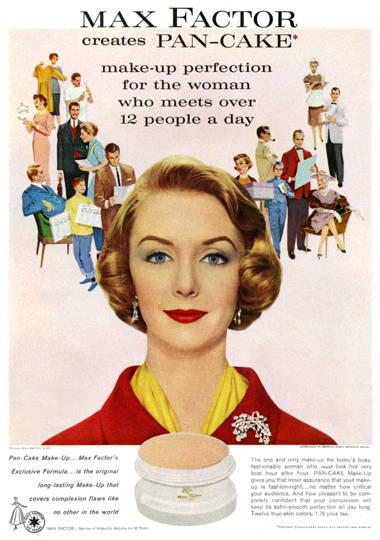 MAX FACTOR
creates PAN-CAKE*
make-up perfection
for the woman
who meets over
12 people a day
Pan-Cake Make-Up... Max Factor's
Exclusive Formula... is the original
long-lasting Make-Up that
covers complexion flaws like
no other in the world
MAX FACTOR
The one and only make-up for today's busy,
fashionable woman who must look her very
best hour after hour. PAN-CAKE Make-Up
gives you that inner assurance that your make-
up is fashion-right...no matter how critical
your audience. And how pleasant to be com-
pletely confident that your complexion will
keep its satin-smooth perfection all day long.
Twelve true-skin colors. 1.75 plus tax.